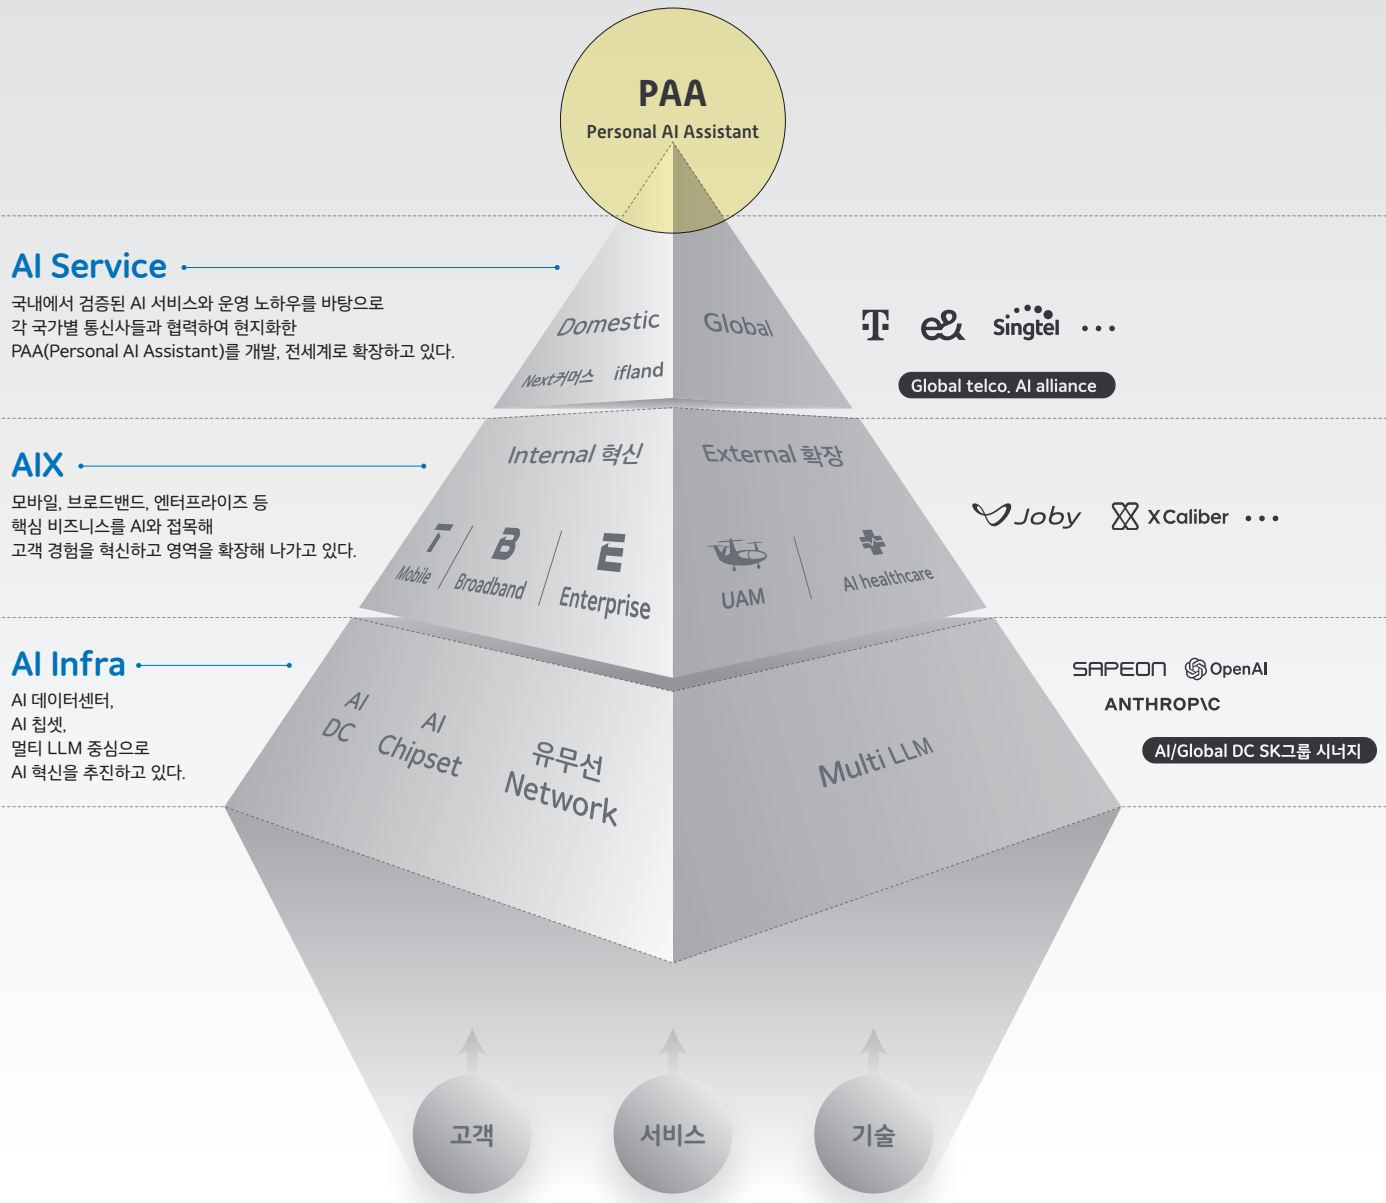 PAA
Personal AI Assistant
AI Service
국내에서 검증된 AI 서비스와 운영 노하우를 바탕으로
각 국가별 통신사들과 협력하여 현지화한
PAA(Personal AI Assistant)를 개발, 전세계로 확장하고 있다.
Domestic
Next커머스 ifland
Global
T e& Singtel ...
Global telco. AI alliance
AIX
모바일, 브로드밴드, 엔터프라이즈 등
핵심 비즈니스를 AI와 접목해
고객 경험을 혁신하고 영역을 확장해 나가고 있다.
Internal 혁신
T B E
Mobile / Broadband / Enterprise
External 확장
UAM
AI healthcare
Joby XCaliber ...
AI Infra
AI 데이터센터,
AI 칩셋,
멀티 LLM 중심으로
AI 혁신을 추진하고 있다.
AI
DC
AI
Chipset
유무선
Network
Multi LLM
SAPEON OpenAI
ANTHROP\C
AI/Global DC SK그룹 시너지
고객
서비스
기술